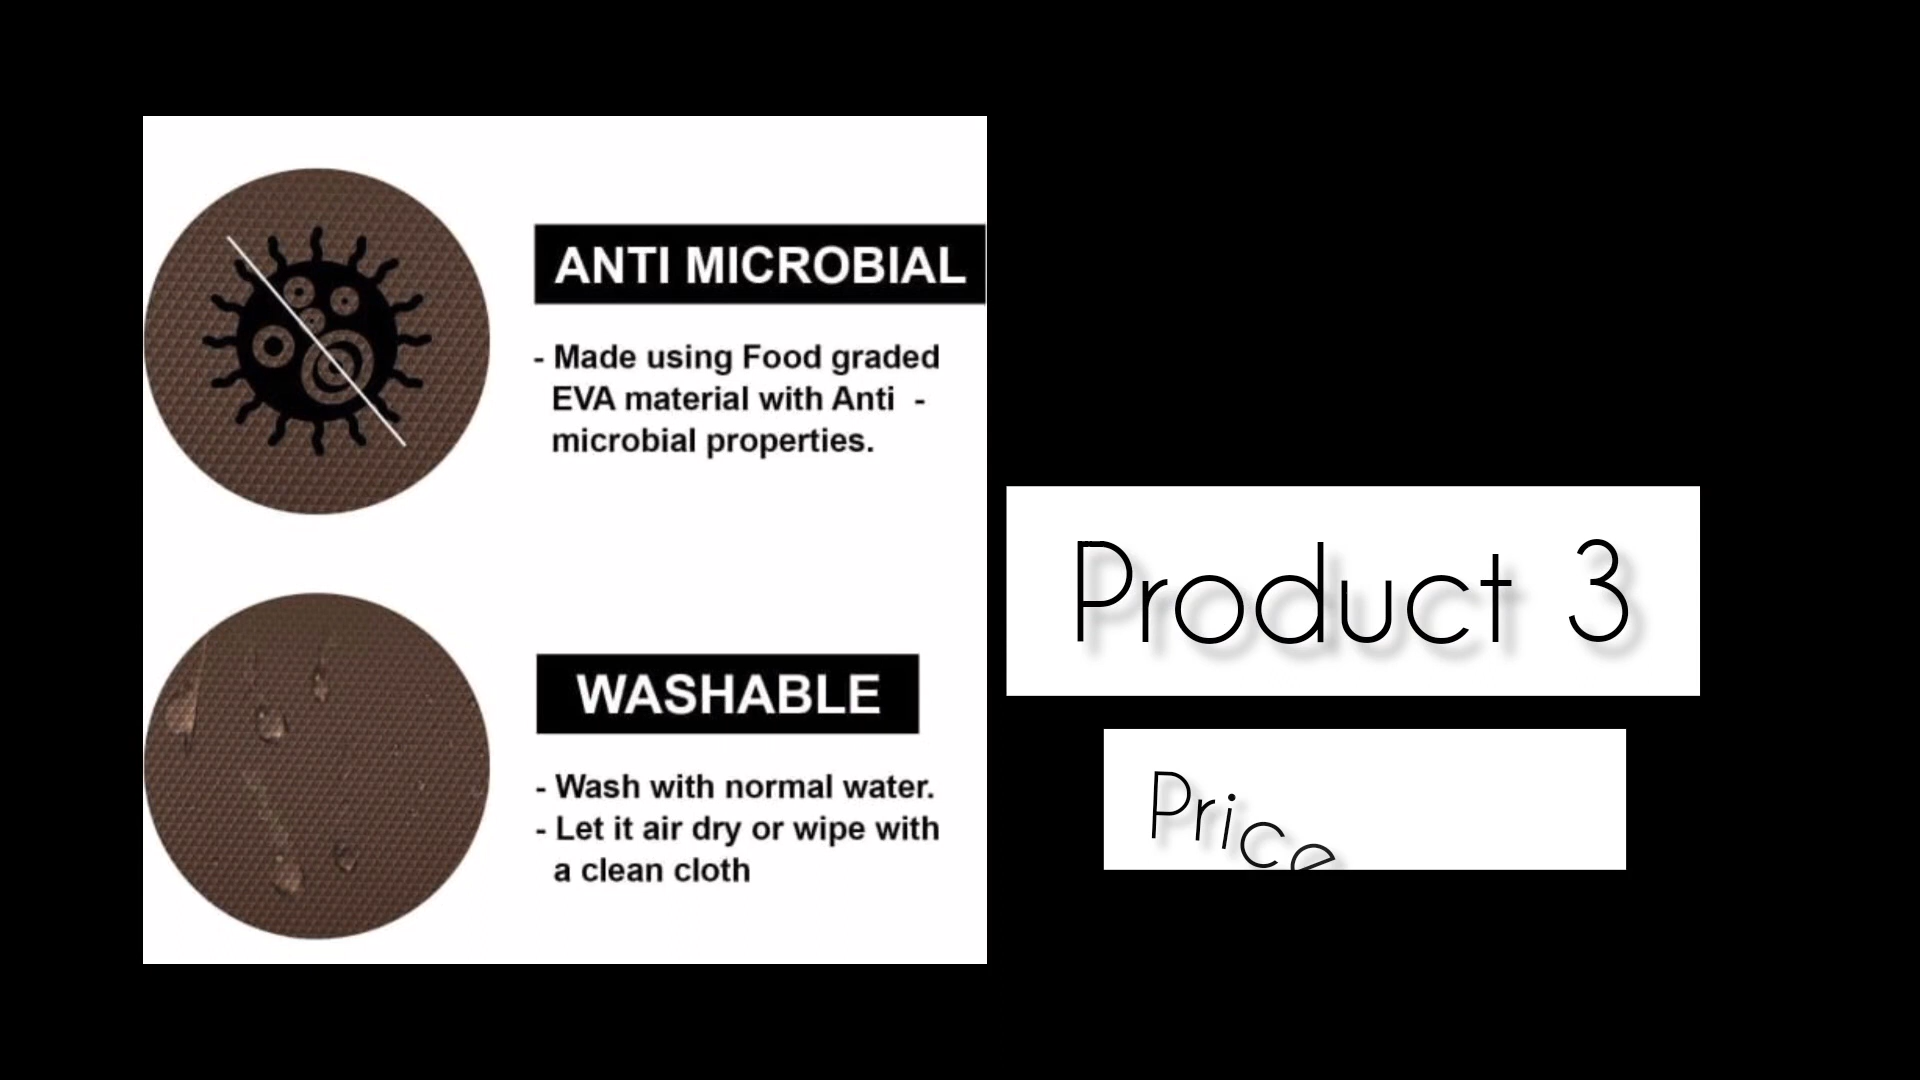 ANTI MICROBIAL
- Made using Food graded
EVA material with Anti -
microbial properties.
WASHABLE
- Wash with normal water.
- Let it air dry or wipe with
a clean cloth
Product 3
Price